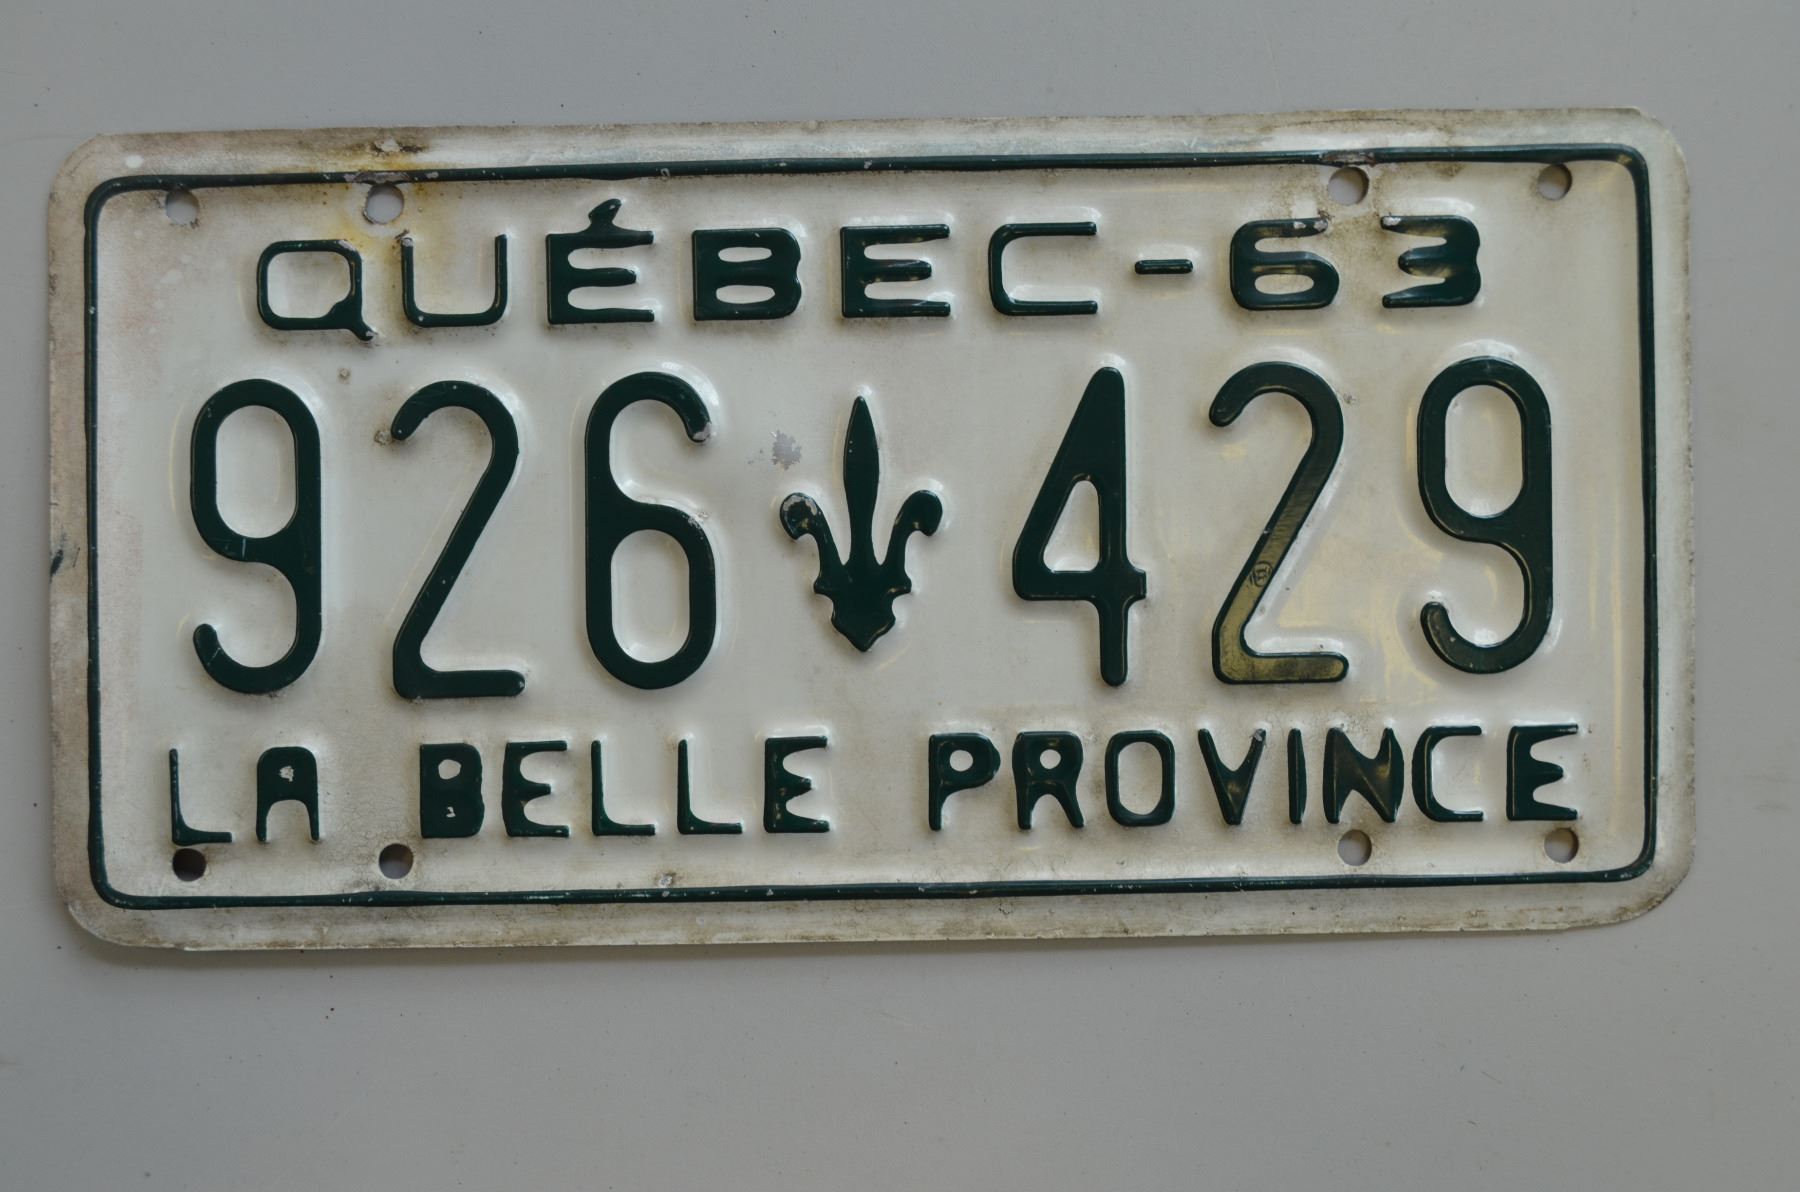 QUÉBEC-63
926 429
LA BELLE PROVINCE